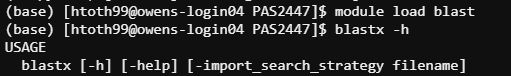 (base) [htoth99@owens-login04 PAS2447]$ module load blast
(base) [htoth99@owens-login04 PAS2447]$ blastx -h
USAGE
  blastx [-h] [-help] [-import_search_strategy filename]